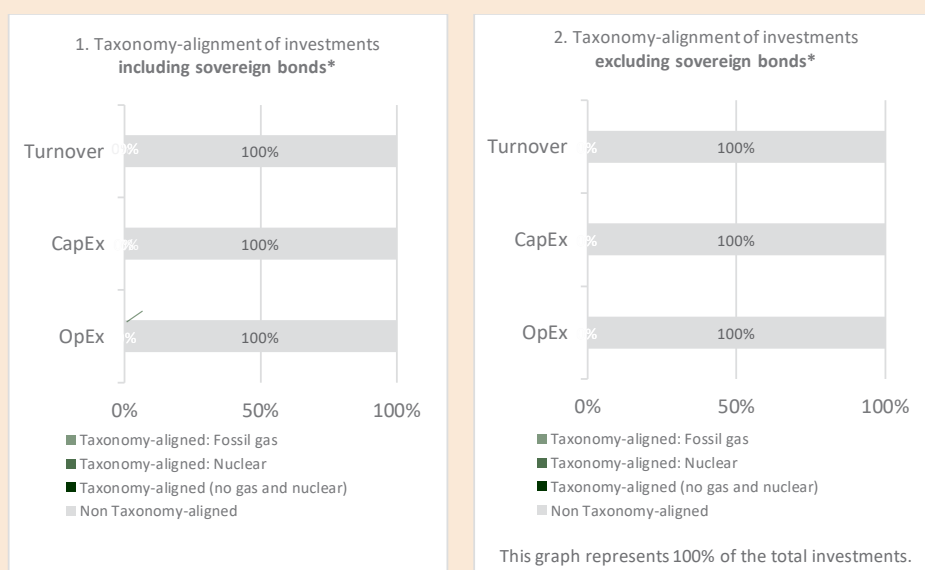 1. Taxonomy-alignment of investments
including sovereign bonds*
Turnover
100%
CapEx
100%
OpEx
100%
0% 50% 100%
Taxonomy-aligned: Fossil gas
Taxonomy-aligned: Nuclear
Taxonomy-aligned (no gas and nuclear)
Non Taxonomy-aligned
2. Taxonomy-alignment of investments
excluding sovereign bonds*
Turnover
100%
CapEx
100%
OpEx
100%
0% 50% 100%
Taxonomy-aligned: Fossil gas
Taxonomy-aligned: Nuclear
Taxonomy-aligned (no gas and nuclear)
Non Taxonomy-aligned
This graph represents 100% of the total investments.